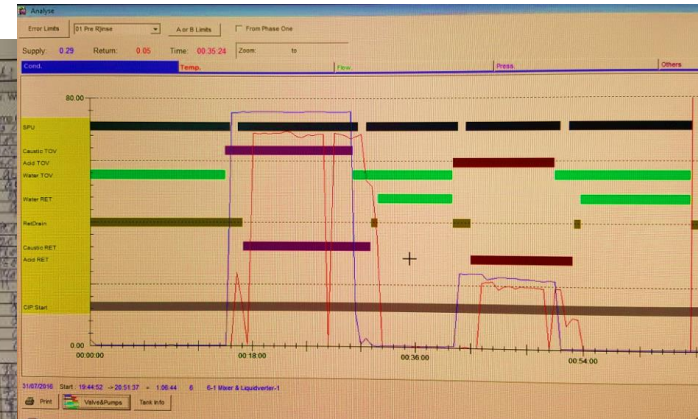 Analyse
Error Limits 01 Pre Rjinse A or B Limits From Phase One
Supply: 0.29 Return: 0.05 Time: 00:35:24 Zoom: to
Cond. Temp. Flow. Press. Others
80.00
SPU
Caustic TOV
Acid TOV
Water TOV
Water RET
RetDrain
Caustic RET
Acid RET
CIP Start
0.00
00:00:00 00:18:00 00:36:00 00:54:00
31/07/2016 Start : 19:44:52 -> 20:51:37 = 1:06:44 6 6-1 Mixer & Liquidverter-1
Print Valve&Pumps Tank Info